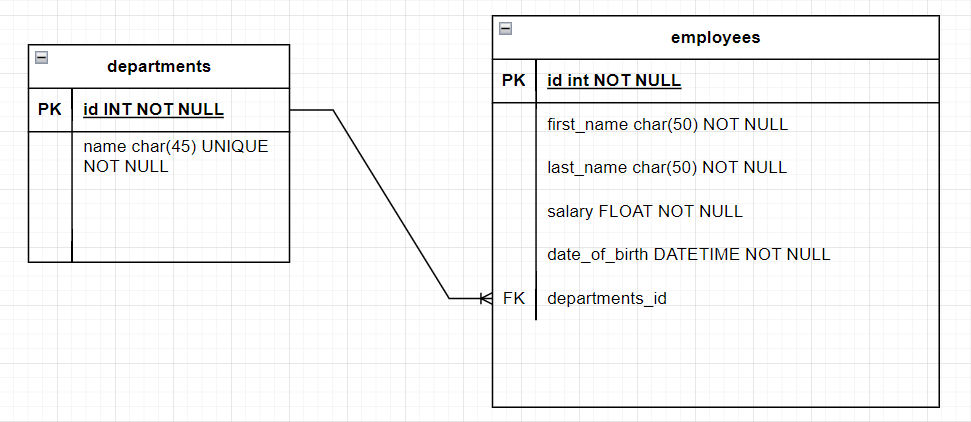 departments
PK id INT NOT NULL
name char(45) UNIQUE
NOT NULL
employees
PK id int NOT NULL
first_name char(50) NOT NULL
last_name char(50) NOT NULL
salary FLOAT NOT NULL
date_of_birth DATETIME NOT NULL
FK departments_id